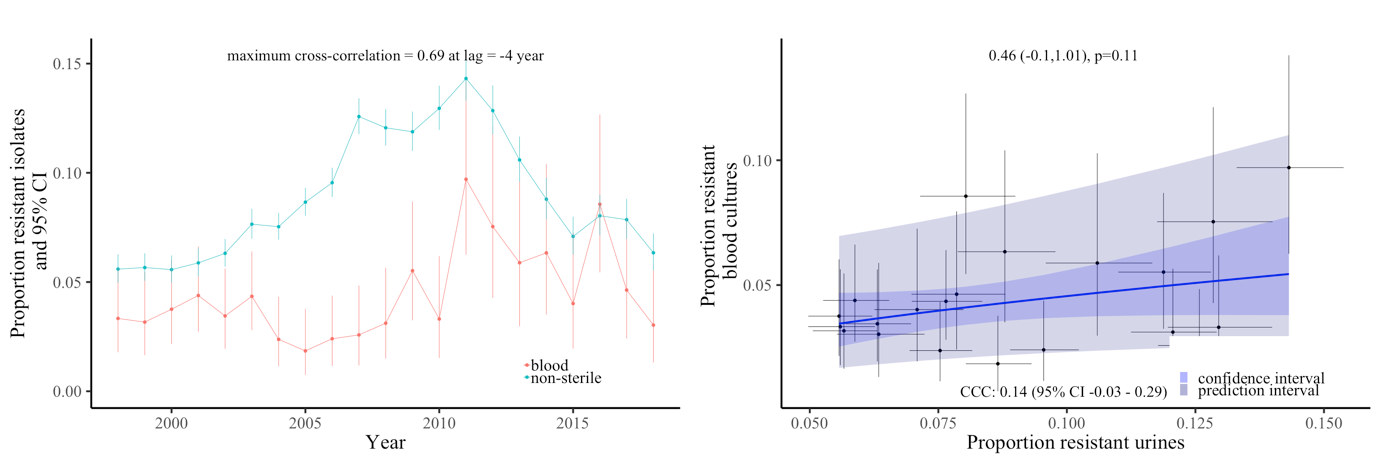 maximum cross-correlation = 0.69 at lag = -4 year
0.15
0.10
0.05
0.00
Proportion resistant isolates
and 95% CI
blood
non-sterile
2000
2005
2010
2015
Year
0.46 (-0.1,1.01), p=0.11
0.10
0.05
Proportion resistant
blood cultures
confidence interval
prediction interval
CCC: 0.14 (95% CI -0.03 - 0.29)
0.050
0.075
0.100
0.125
0.150
Proportion resistant urines